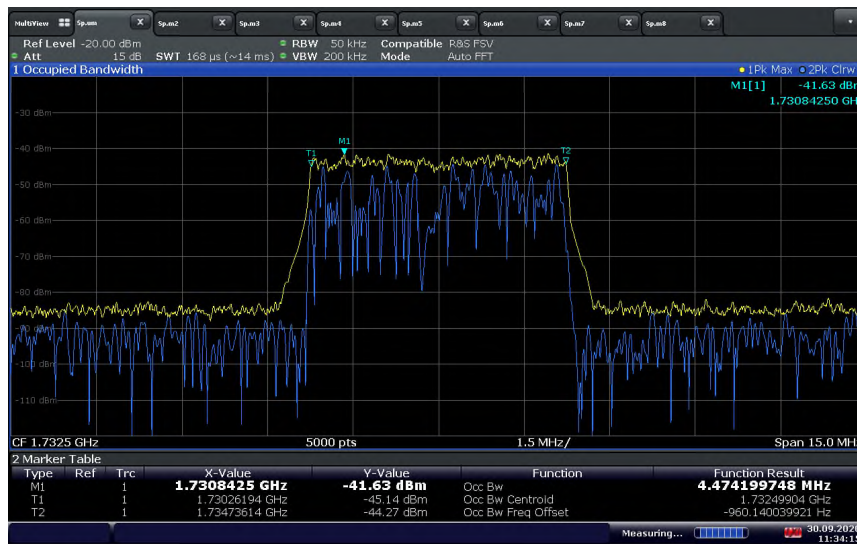 MultiView Sp.um X Sp.m2 X Sp.m3 X Sp.m4 X Sp.m5 X Sp.m6 X Sp.m7 X Sp.m8 X
Ref Level -20.00 dBm RBW 50 kHz Compatible R&S FSV
Att 15 dB SWT 168 µs (~14 ms) VBW 200 kHz Mode Auto FFT
1 Occupied Bandwidth 1Pk Max 2Pk Clrw
M1[1] -41.63 dBm
1.73084250 GH
-30 dBm
-40 dBm
M1
T1 T2
-50 dBm
-60 dBm
-70 dBm
-80 dBm
-90 dBm
-100 dBm
-110 dBm
CF 1.7325 GHz 5000 pts 1.5 MHz/ Span 15.0 MHz
2 Marker Table
Type Ref Trc X-Value Y-Value Function Function Result
M1 1 1.7308425 GHz -41.63 dBm Occ Bw 4.474199748 MHz
T1 1 1.73026194 GHz -45.14 dBm Occ Bw Centroid 1.73249904 GHz
T2 1 1.73473614 GHz -44.27 dBm Occ Bw Freq Offset -960.140039921 Hz
Measuring... 30.09.2020
11:34:15